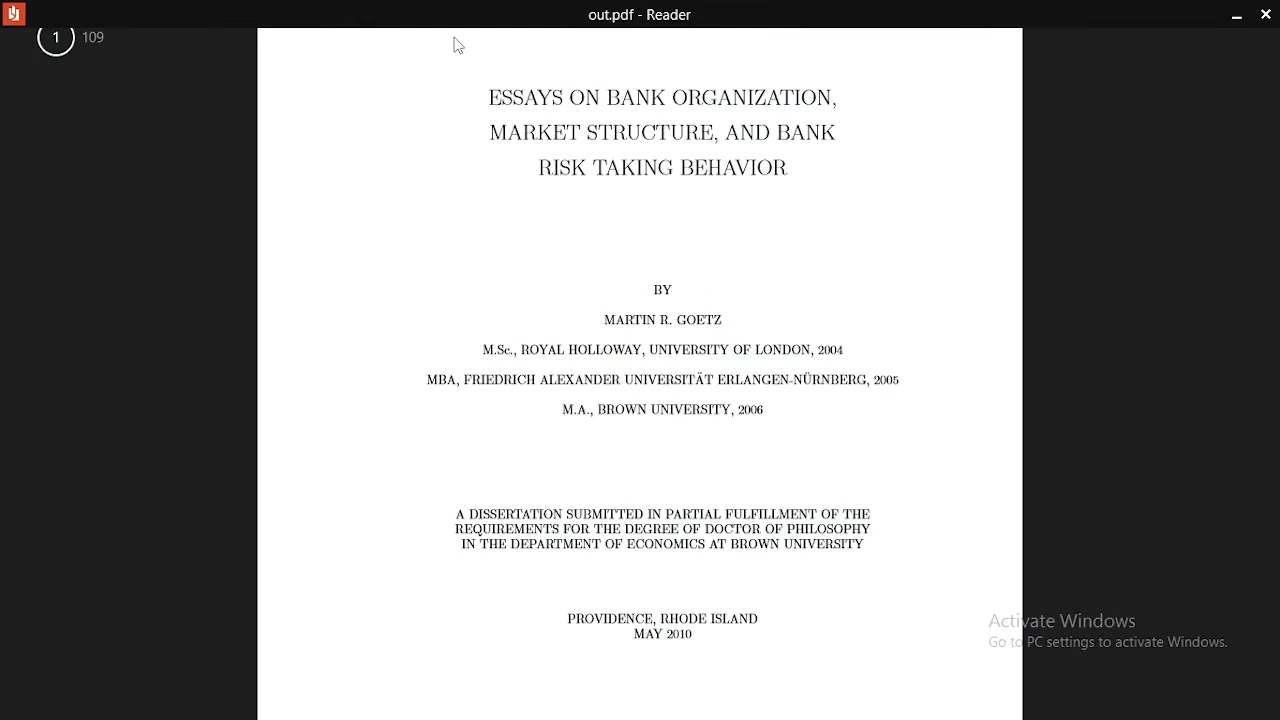 out.pdf - Reader
1 109
ESSAYS ON BANK ORGANIZATION,
MARKET STRUCTURE, AND BANK
RISK TAKING BEHAVIOR
BY
MARTIN R. GOETZ
M.Sc., ROYAL HOLLOWAY, UNIVERSITY OF LONDON, 2004
MBA, FRIEDRICH ALEXANDER UNIVERSITÄT ERLANGEN-NÜRNBERG, 2005
M.A., BROWN UNIVERSITY, 2006
A DISSERTATION SUBMITTED IN PARTIAL FULFILLMENT OF THE
REQUIREMENTS FOR THE DEGREE OF DOCTOR OF PHILOSOPHY
IN THE DEPARTMENT OF ECONOMICS AT BROWN UNIVERSITY
PROVIDENCE, RHODE ISLAND
MAY 2010
Activate Windows
Go to PC settings to activate Windows.